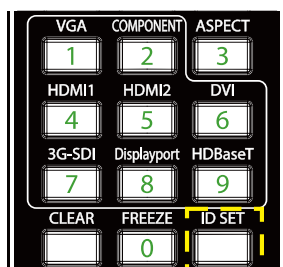 VGA COMPONENT ASPECT
1 2 3
HDMI1 HDMI2 DVI
4 5 6
3G-SDI Displayport HDBaseT
7 8 9
CLEAR FREEZE ID SET
0